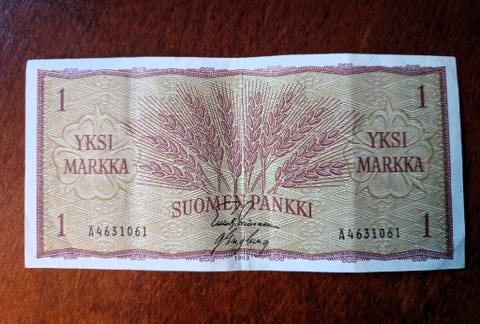 1 1
YKSI MARKKA
YKSI MARKKA
SUOMEN PANKKI
1 1
A4631061 A4631061
1963